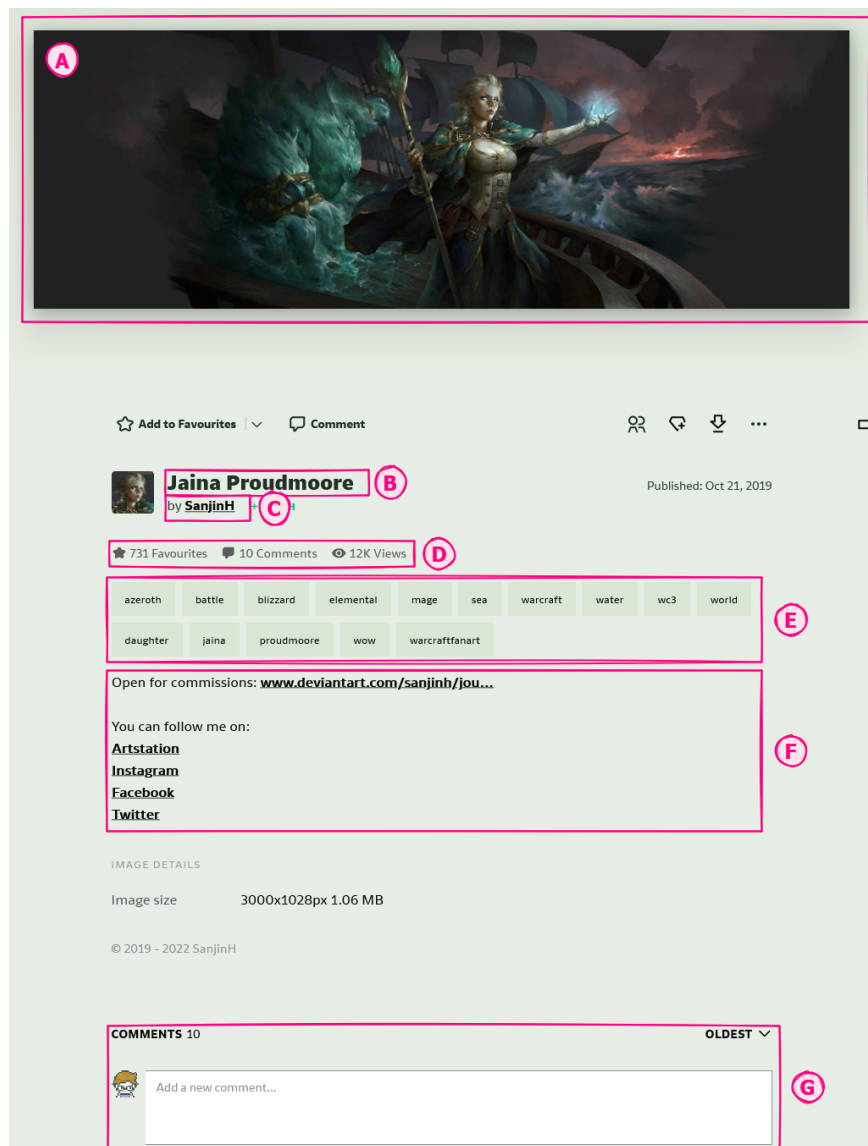 A
Add to Favourites Comment
Jaina Proudmoore B Published: Oct 21, 2019
by SanjinH + C H
731 Favourites 10 Comments 12K Views D
azeroth battle blizzard elemental mage sea warcraft water wc3 world
E
daughter jaina proudmoore wow warcraftfanart
Open for commissions: www.deviantart.com/sanjinh/jou...
You can follow me on:
Artstation F
Instagram
Facebook
Twitter
IMAGE DETAILS
Image size 3000x1028px 1.06 MB
© 2019 - 2022 SanjinH
COMMENTS 10 OLDEST
Add a new comment... G